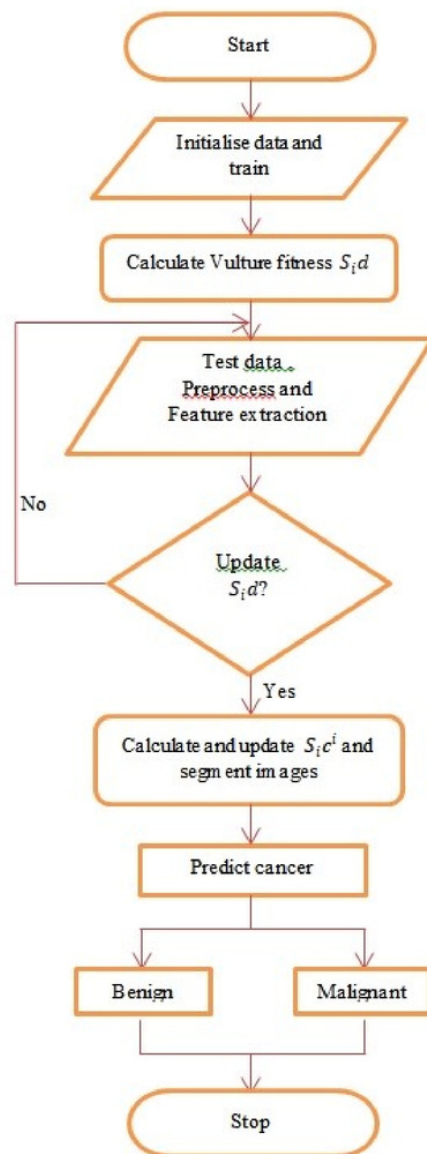 Start
Initialise data and
train
Calculate Vulture fitness S_i d
Test data .
Preprocess and
Feature extraction
No
Update
S_i d?
Yes
Calculate and update S_i c^i and
segment images
Predict cancer
Benign
Malignant
Stop